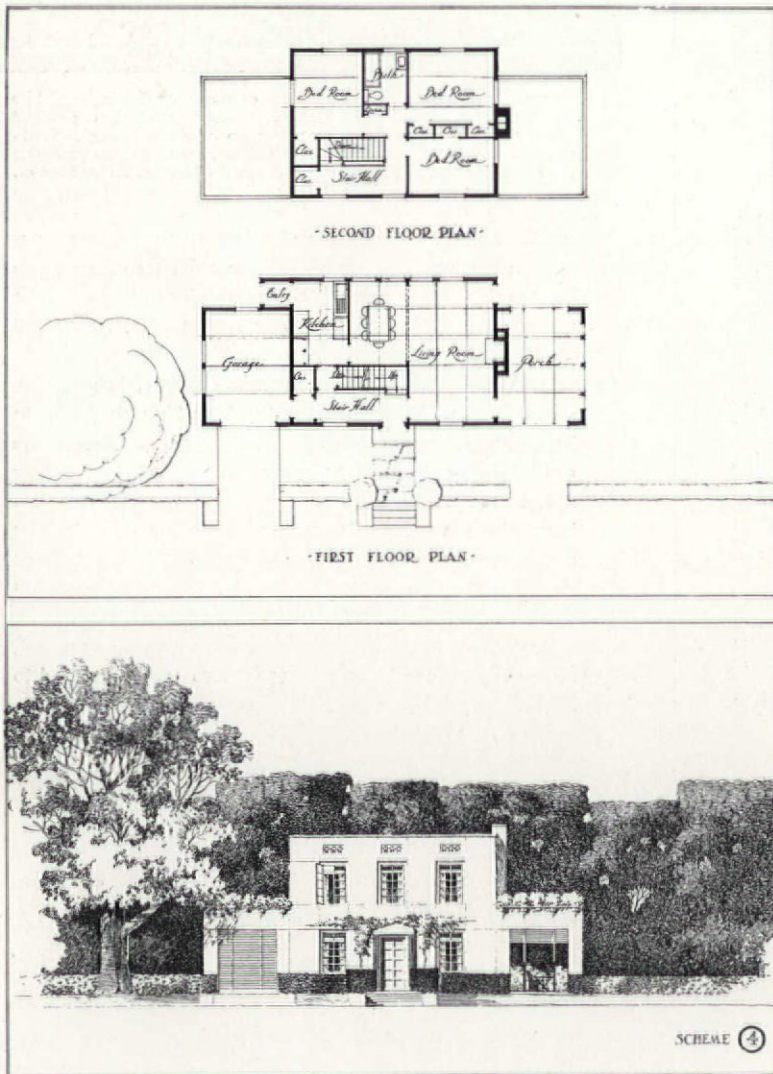 Bath
Bed Room
Bed Room
Clos
Clos
Clos
Clos
Bed Room
Clos
Stair Hall
-SECOND FLOOR PLAN-
Entry
Kitchen
Garage
Living Room
Porch
Up
Stair Hall
-FIRST FLOOR PLAN-
SCHEME 4